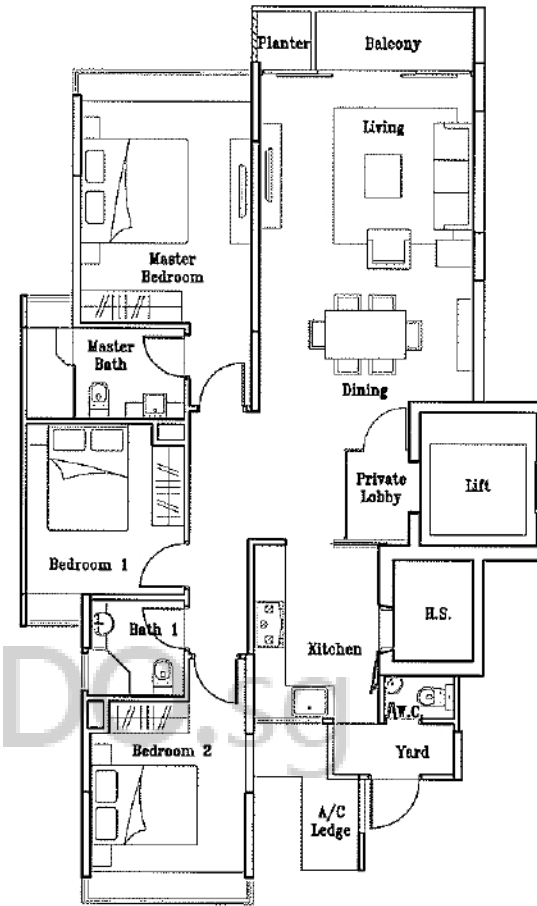 Planter
Balcony
Living
Master
Bedroom
Master
Bath
Dining
Private
Lobby
Lift
Bedroom 1
H.S.
Bath 1
Kitchen
DO.sg
W.C
Bedroom 2
Yard
A/C
Ledge